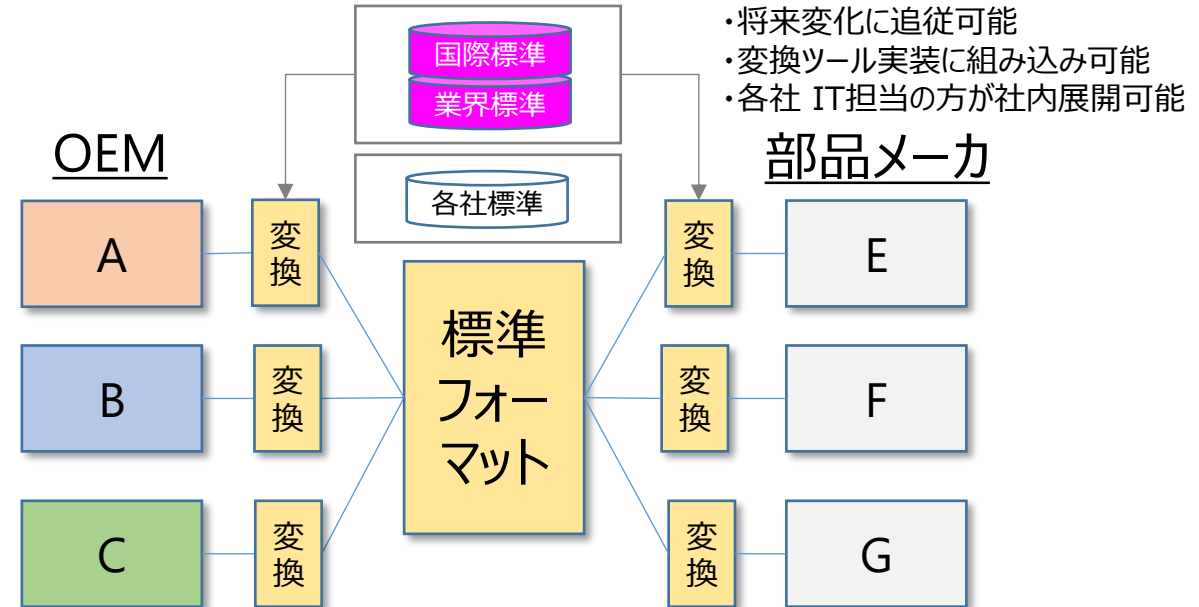 ・将来変化に追従可能
・変換ツール実装に組み込み可能
・各社 IT担当の方が社内展開可能
国際標準
業界標準
各社標準
OEM
部品メーカ
A
変
換
標準
フォー
マット
変
換
E
B
変
換
変
換
F
C
変
換
変
換
G